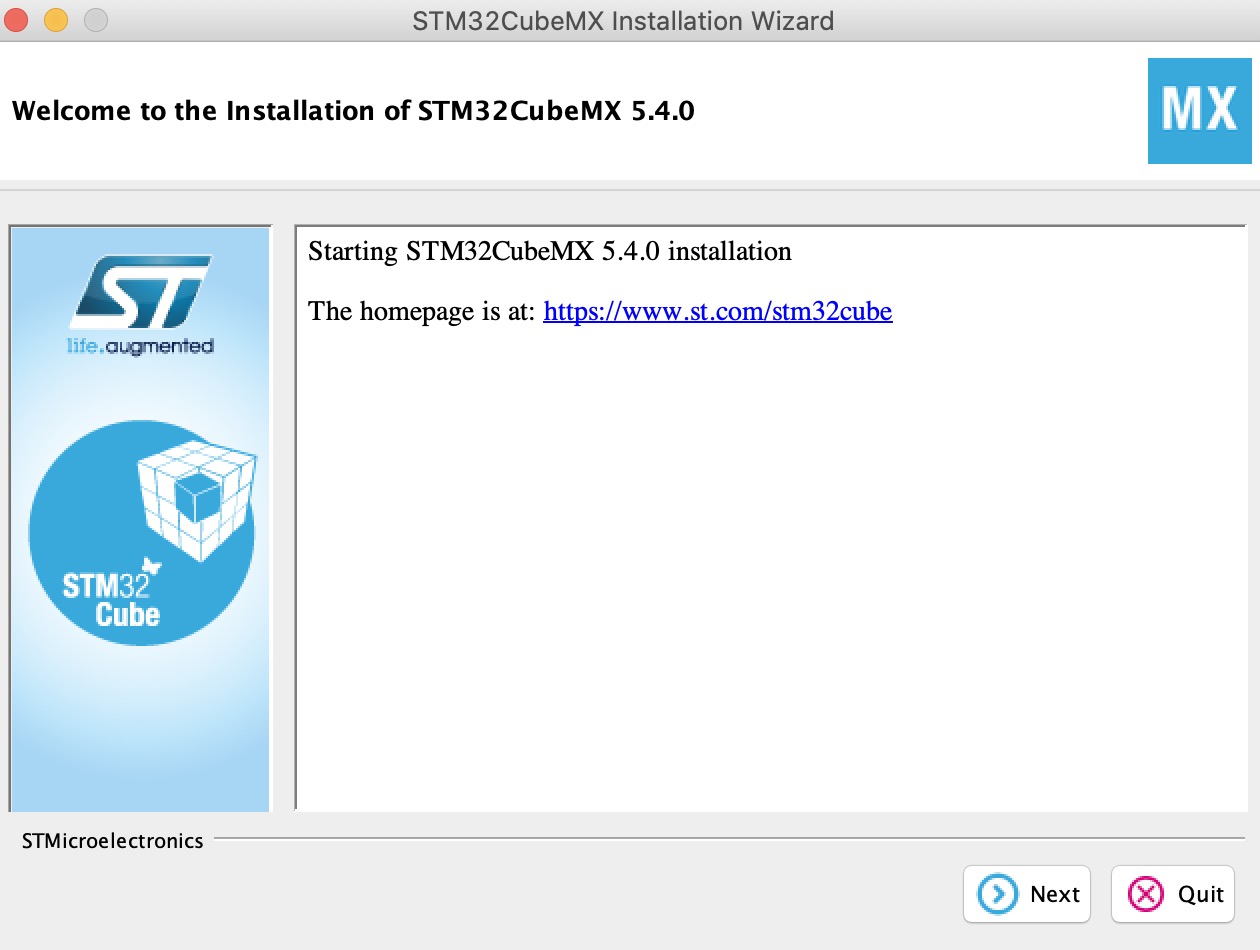 STM32CubeMX Installation Wizard
Welcome to the Installation of STM32CubeMX 5.4.0
MX
ST
life.augmented
STM32
Cube
Starting STM32CubeMX 5.4.0 installation
The homepage is at: https://www.st.com/stm32cube
STMicroelectronics
Next
Quit